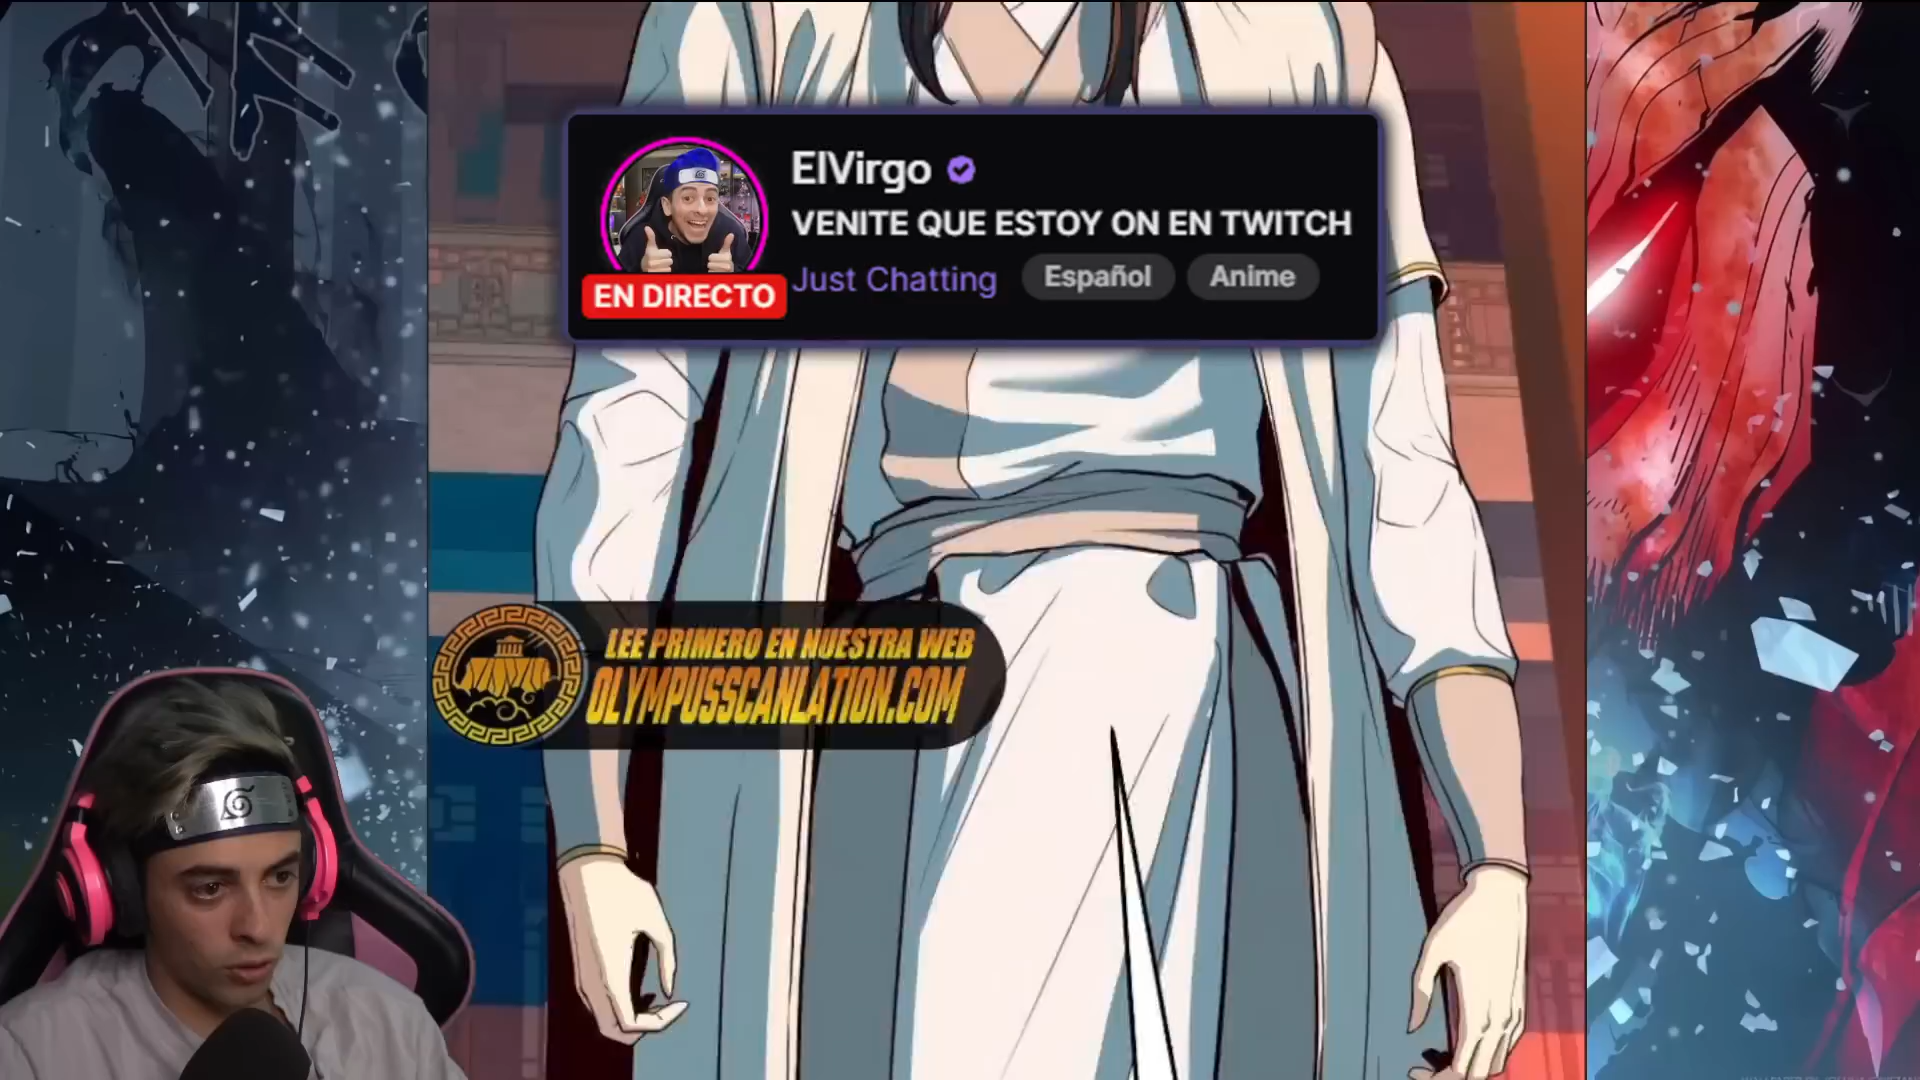 ElVirgo
VENITE QUE ESTOY ON EN TWITCH
Just Chatting Español Anime
EN DIRECTO
LEE PRIMERO EN NUESTRA WEB
OLYMPUSSCANLATION.COM